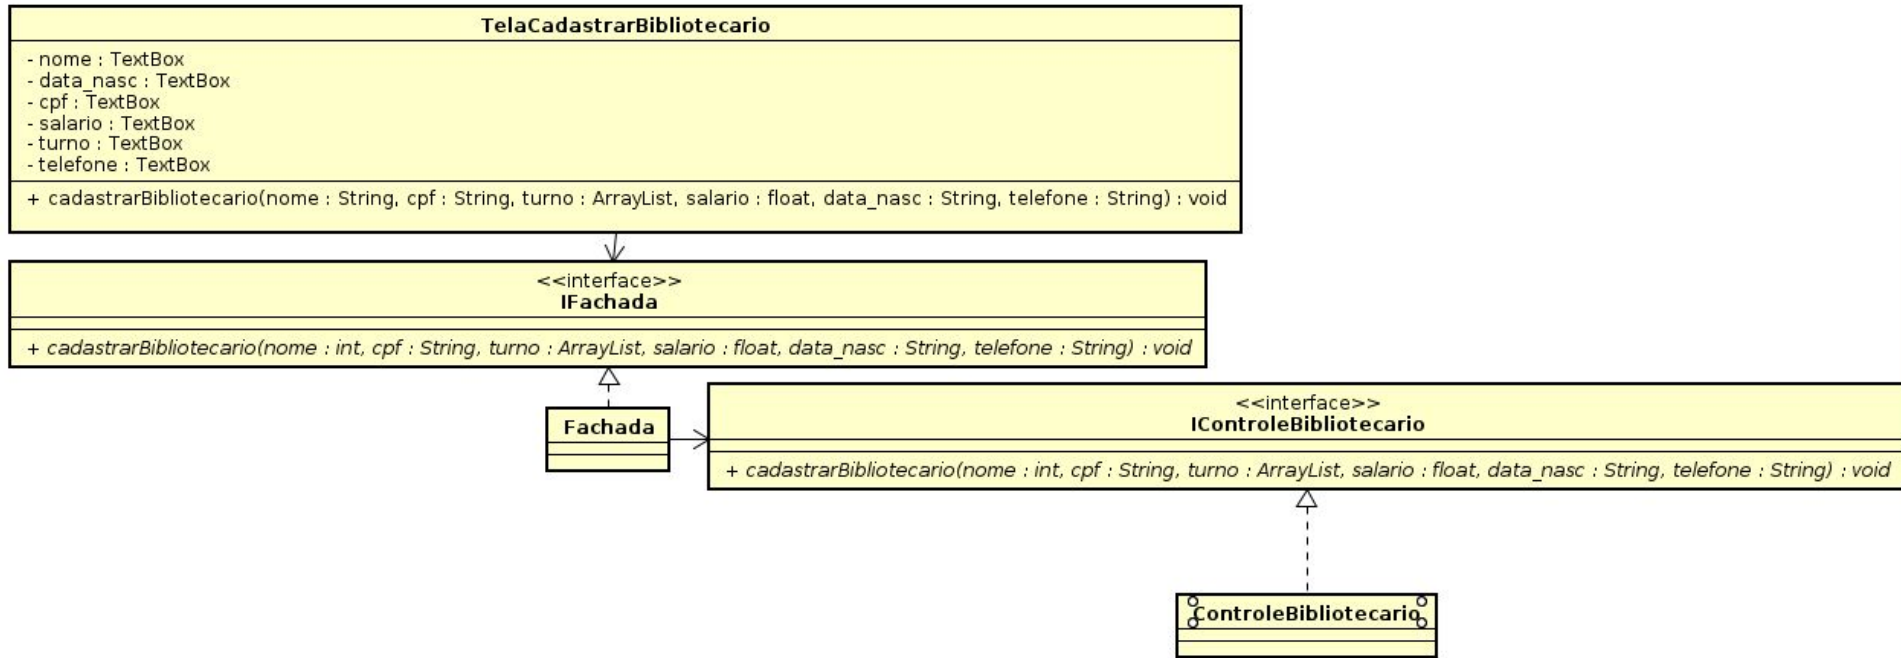 TelaCadastrarBibliotecario
- nome : TextBox
- data_nasc : TextBox
- cpf : TextBox
- salario : TextBox
- turno : TextBox
- telefone : TextBox
+ cadastrarBibliotecario(nome : String, cpf : String, turno : ArrayList, salario : float, data_nasc : String, telefone : String) : void
<<interface>>
IFachada
+ cadastrarBibliotecario(nome : int, cpf : String, turno : ArrayList, salario : float, data_nasc : String, telefone : String) : void
Fachada
<<interface>>
IControleBibliotecario
+ cadastrarBibliotecario(nome : int, cpf : String, turno : ArrayList, salario : float, data_nasc : String, telefone : String) : void
ControleBibliotecario